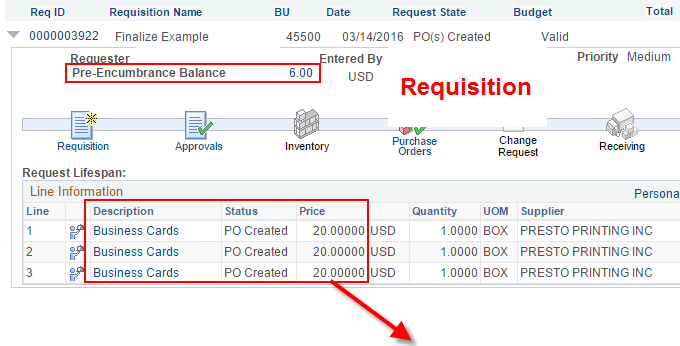 Req ID Requisition Name BU Date Request State Budget Total
0000003922 Finalize Example 45500 03/14/2016 PO(s) Created Valid
Requester Entered By Priority Medium
Pre-Encumbrance Balance 6.00 USD
Requisition
Requisition Approvals Inventory Purchase Orders Change Request Receiving
Request Lifespan:
Line Information Persona
Line Description Status Price Quantity UOM Supplier
1 Business Cards PO Created 20.00000 USD 1.0000 BOX PRESTO PRINTING INC
2 Business Cards PO Created 20.00000 USD 1.0000 BOX PRESTO PRINTING INC
3 Business Cards PO Created 20.00000 USD 1.0000 BOX PRESTO PRINTING INC